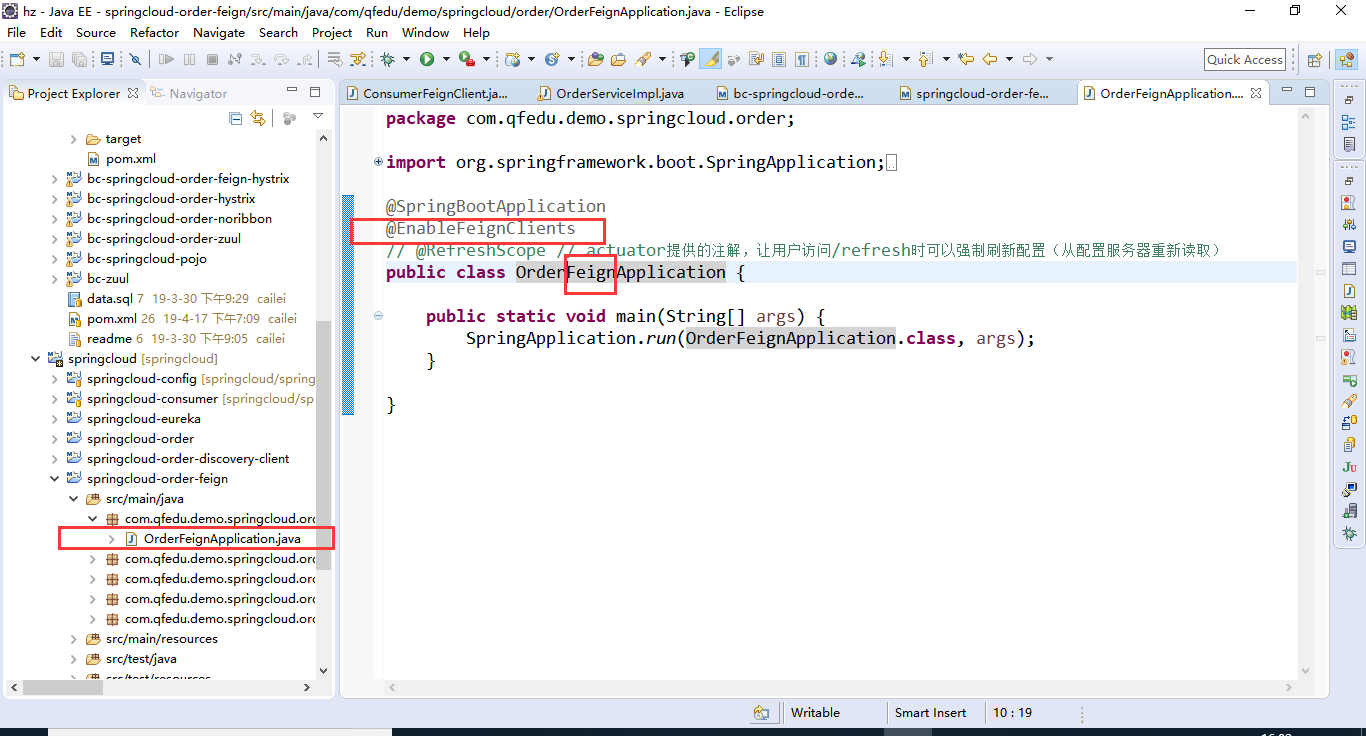 hz - Java EE - springcloud-order-feign/src/main/java/com/qfedu/demo/springcloud/order/OrderFeignApplication.java - Eclipse
File Edit Source Refactor Navigate Search Project Run Window Help
Quick Access
Project Explorer Navigator
ConsumerFeignClient.ja... OrderServiceImpl.java bc-springcloud-orde... springcloud-order-fe... OrderFeignApplication....
target
pom.xml
bc-springcloud-order-feign-hystrix
bc-springcloud-order-hystrix
bc-springcloud-order-noribbon
bc-springcloud-order-zuul
bc-springcloud-pojo
bc-zuul
data.sql 7 19-3-30 下午9:29 cailei
pom.xml 26 19-4-17 下午7:09 cailei
readme 6 19-3-30 下午9:05 cailei
springcloud [springcloud]
springcloud-config [springcloud/spring
springcloud-consumer [springcloud/sp
springcloud-eureka
springcloud-order
springcloud-order-discovery-client
springcloud-order-feign
src/main/java
com.qfedu.demo.springcloud.orc
OrderFeignApplication.java
com.qfedu.demo.springcloud.orc
com.qfedu.demo.springcloud.orc
com.qfedu.demo.springcloud.orc
com.qfedu.demo.springcloud.orc
src/main/resources
src/test/java
src/test/resources
package com.qfedu.demo.springcloud.order;
import org.springframework.boot.SpringApplication;
@SpringBootApplication
@EnableFeignClients
// @RefreshScope // actuator提供的注解，让用户访问/refresh时可以强制刷新配置（从配置服务器重新读取）
public class OrderFeignApplication {
public static void main(String[] args) {
SpringApplication.run(OrderFeignApplication.class, args);
}
}
Writable Smart Insert 10 : 19